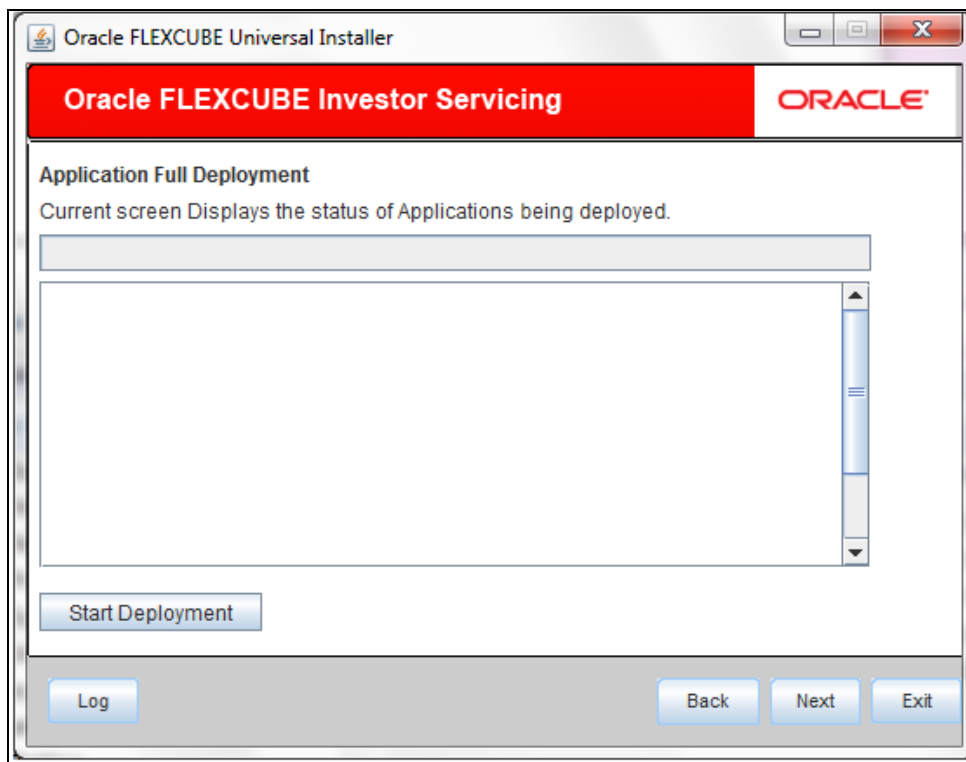 Oracle FLEXCUBE Universal Installer
Oracle FLEXCUBE Investor Servicing
ORACLE
Application Full Deployment
Current screen Displays the status of Applications being deployed.
Start Deployment
Log
Back
Next
Exit